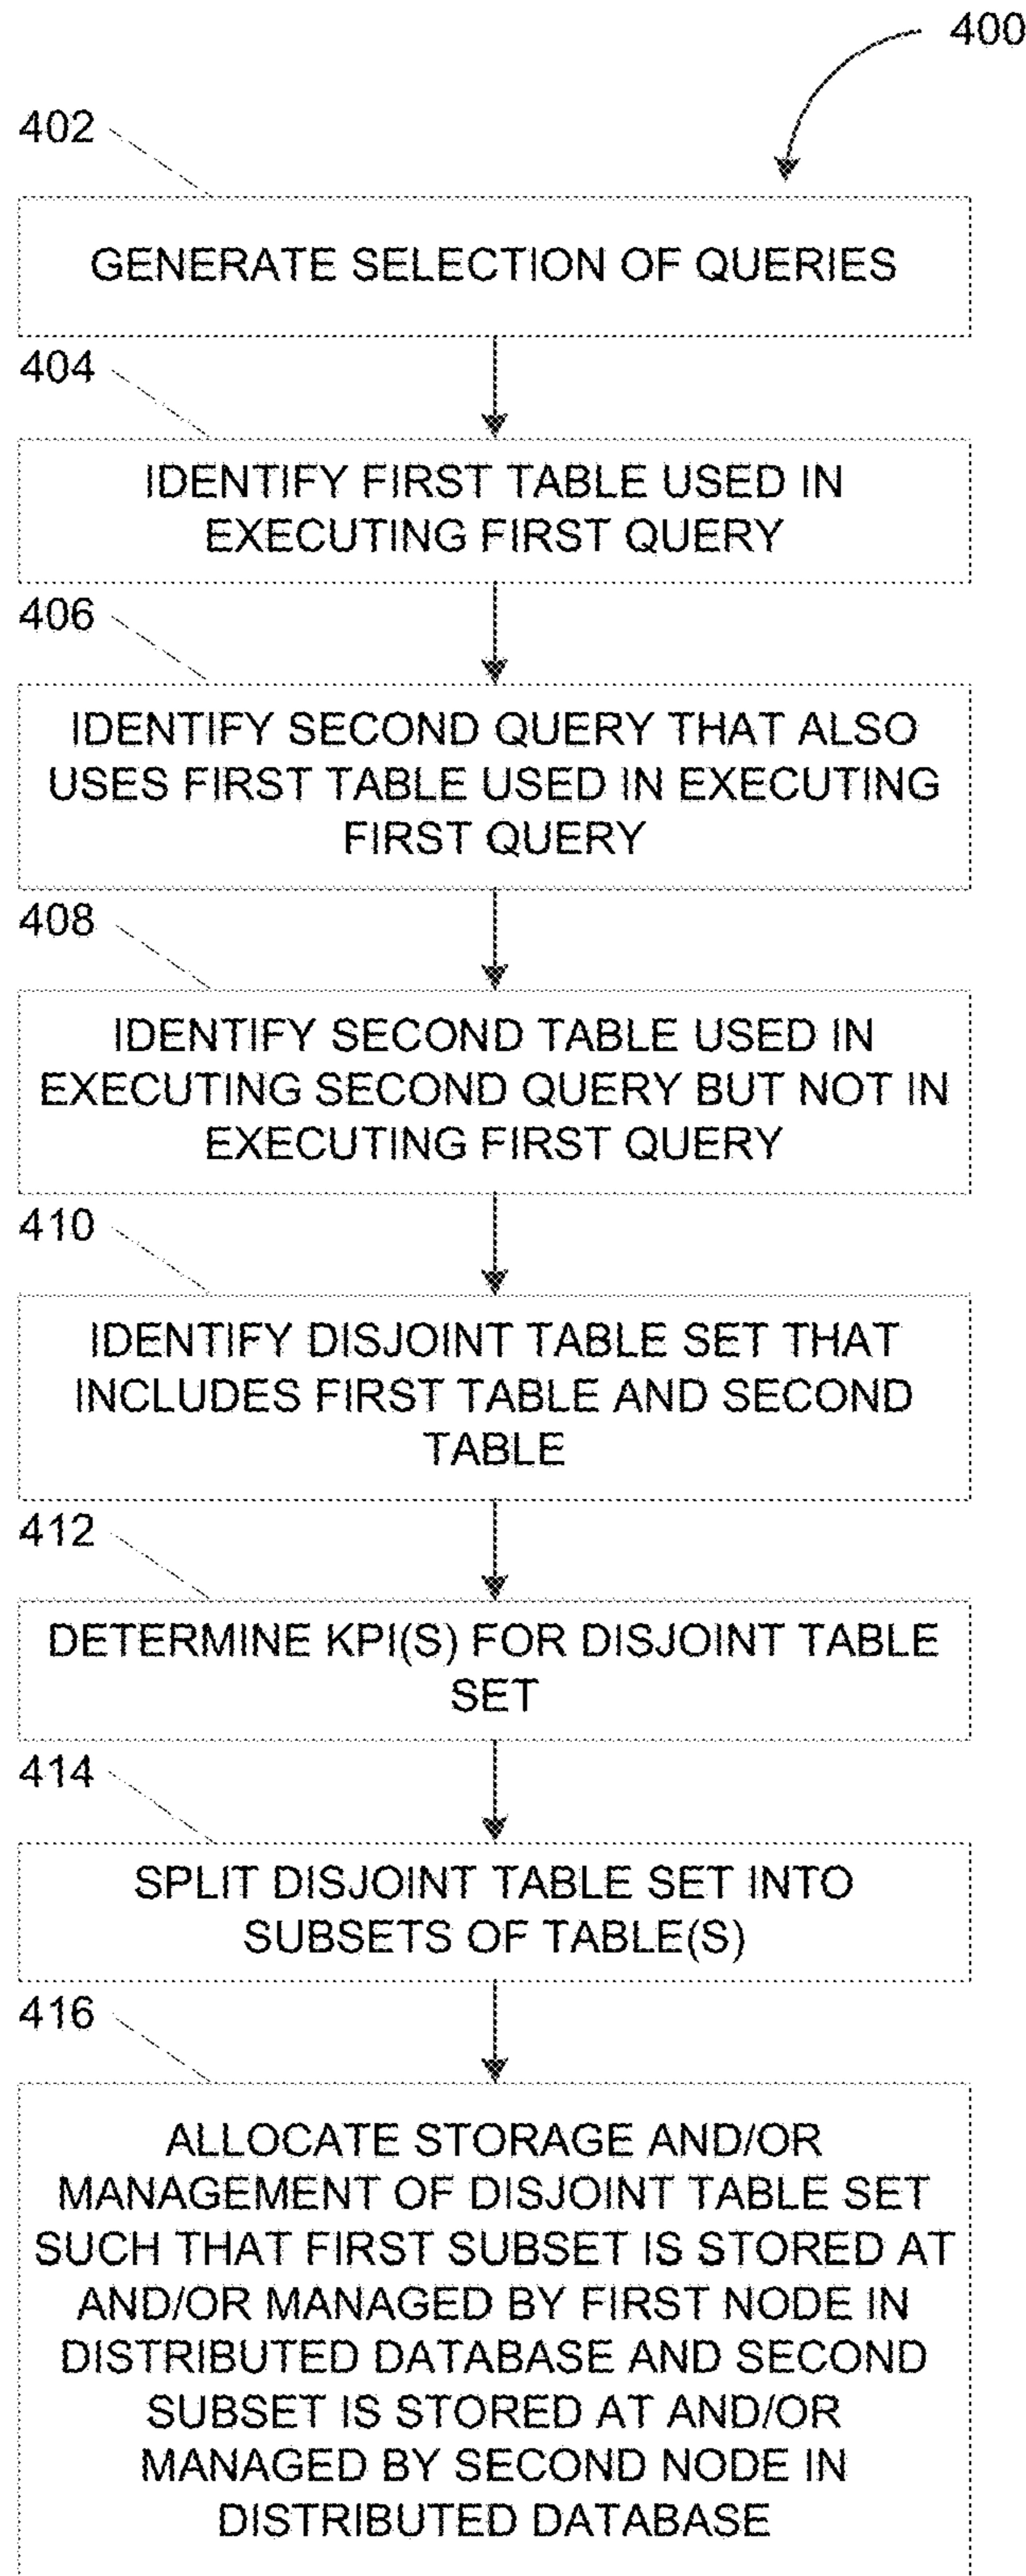 400
402
GENERATE SELECTION OF QUERIES
404
IDENTIFY FIRST TABLE USED IN
EXECUTING FIRST QUERY
406
IDENTIFY SECOND QUERY THAT ALSO
USES FIRST TABLE USED IN EXECUTING
FIRST QUERY
408
IDENTIFY SECOND TABLE USED IN
EXECUTING SECOND QUERY BUT NOT IN
EXECUTING FIRST QUERY
410
IDENTIFY DISJOINT TABLE SET THAT
INCLUDES FIRST TABLE AND SECOND
TABLE
412
DETERMINE KPI(S) FOR DISJOINT TABLE
SET
414
SPLIT DISJOINT TABLE SET INTO
SUBSETS OF TABLE(S)
416
ALLOCATE STORAGE AND/OR
MANAGEMENT OF DISJOINT TABLE SET
SUCH THAT FIRST SUBSET IS STORED AT
AND/OR MANAGED BY FIRST NODE IN
DISTRIBUTED DATABASE AND SECOND
SUBSET IS STORED AT AND/OR
MANAGED BY SECOND NODE IN
DISTRIBUTED DATABASE